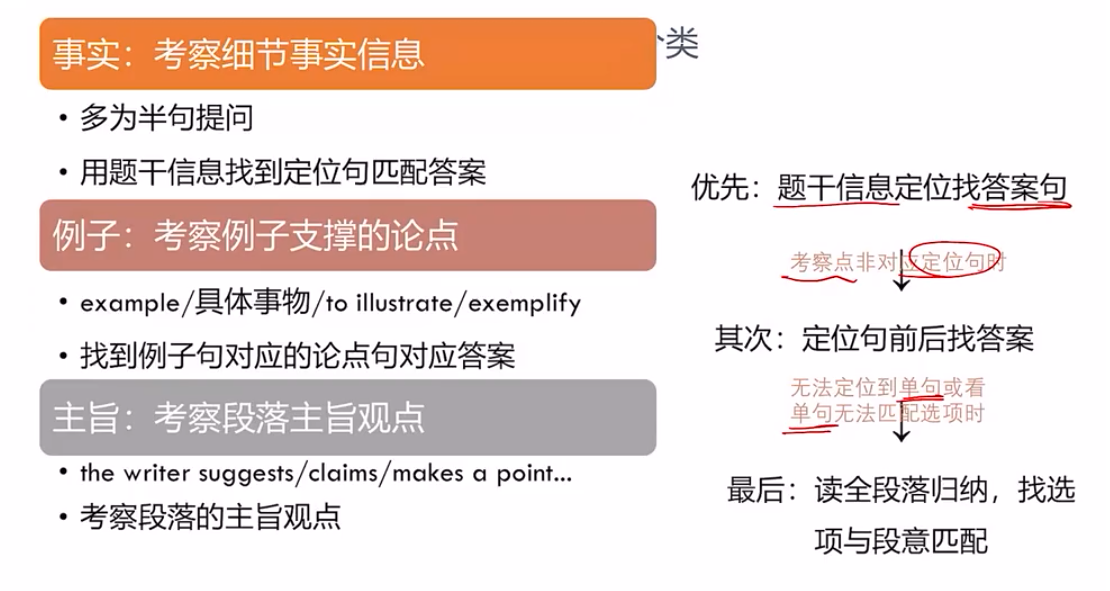 事实：考察细节事实信息
类
• 多为半句提问
• 用题干信息找到定位句匹配答案
例子：考察例子支撑的论点
• example/具体事物/to illustrate/exemplify
• 找到例子句对应的论点句对应答案
主旨：考察段落主旨观点
• the writer suggests/claims/makes a point...
• 考察段落的主旨观点
优先：题干信息定位找答案句
考察点非对应定位句时
其次：定位句前后找答案
无法定位到单句或看
单句无法匹配选项时
最后：读全段落归纳，找选
项与段意匹配